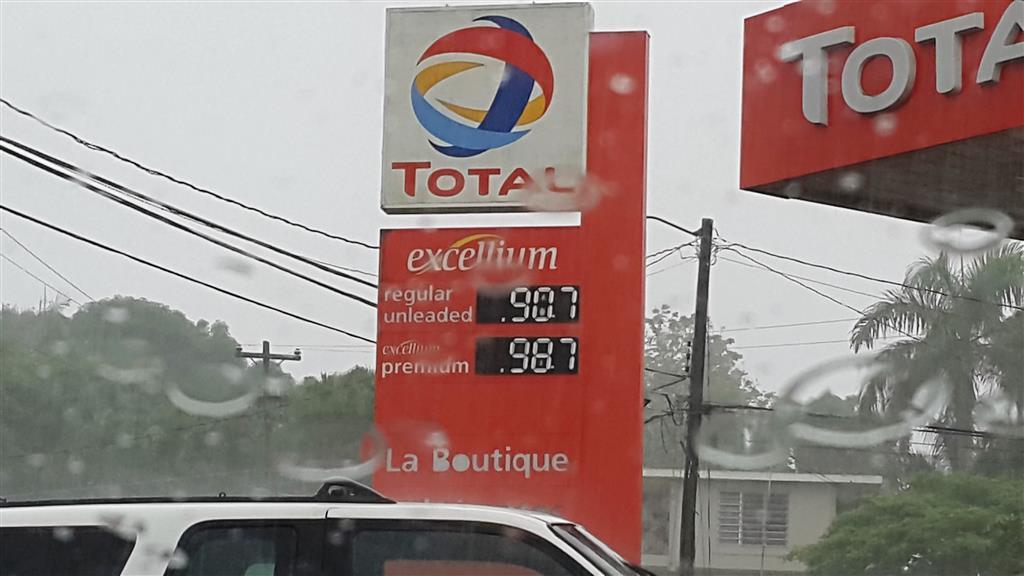 TOTAL
TOTA
excellium
regular
unleaded .90.7
excellium
premium .98.7
La Boutique